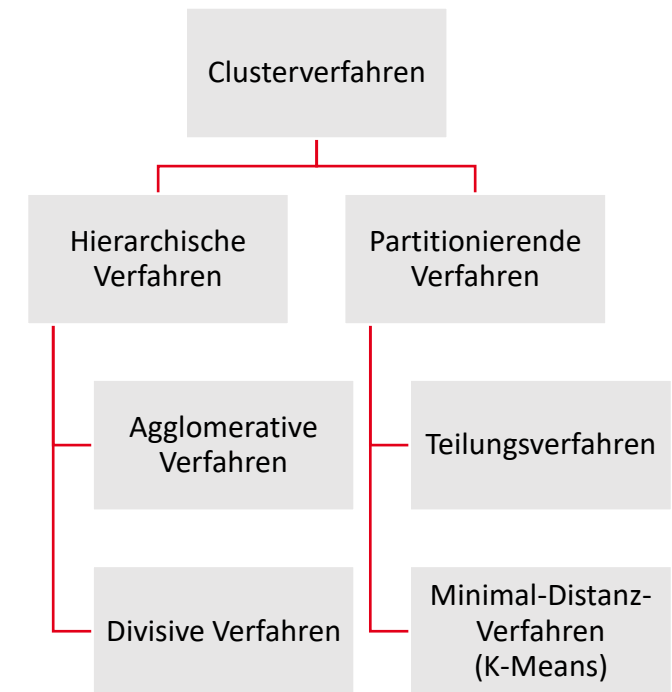 Clusterverfahren
Hierarchische
Verfahren
Partitionierende
Verfahren
Agglomerative
Verfahren
Teilungsverfahren
Divisive Verfahren
Minimal-Distanz-
Verfahren
(K-Means)